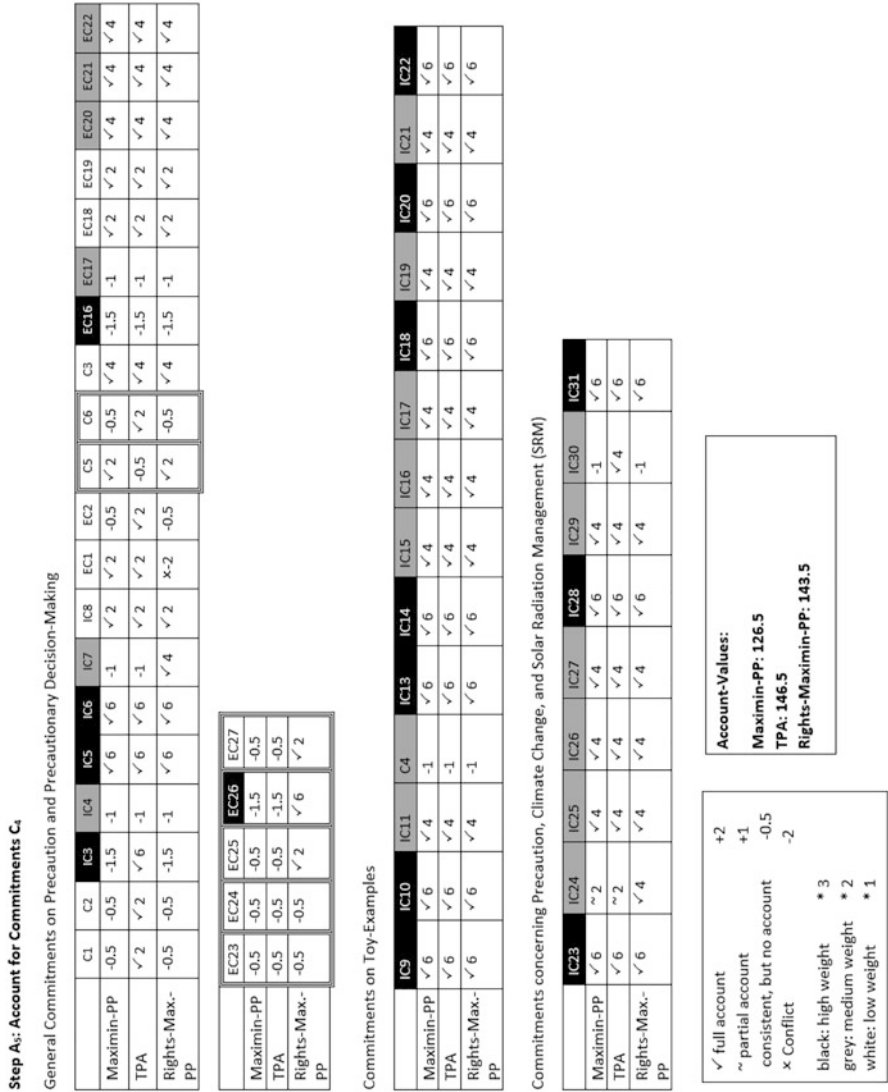 Step A₅: Account for Commitments C₄
General Commitments on Precaution and Precautionary Decision-Making
C1 C2 IC3 IC4 IC5 IC6 IC7 IC8 EC1 EC2 C5 C6 C3 EC16 EC17 EC18 EC19 EC20 EC21 EC22
Maximin-PP -0.5 -0.5 -1.5 -1 ✓ 6 ✓ 6 -1 ✓ 2 ✓ 2 -0.5 ✓ 2 -0.5 ✓ 4 -1.5 -1 ✓ 2 ✓ 2 ✓ 4 ✓ 4 ✓ 4
TPA ✓ 2 ✓ 2 ✓ 6 -1 ✓ 6 ✓ 6 -1 ✓ 2 ✓ 2 ✓ 2 -0.5 ✓ 2 ✓ 4 -1.5 -1 ✓ 2 ✓ 2 ✓ 4 ✓ 4 ✓ 4
Rights-Max.- -0.5 -0.5 -1.5 -1 ✓ 6 ✓ 6 ✓ 4 ✓ 2 x-2 -0.5 ✓ 2 -0.5 ✓ 4 -1.5 -1 ✓ 2 ✓ 2 ✓ 4 ✓ 4 ✓ 4
PP
EC23 EC24 EC25 EC26 EC27
Maximin-PP -0.5 -0.5 -0.5 -1.5 -0.5
TPA -0.5 -0.5 -0.5 -1.5 -0.5
Rights-Max.- -0.5 -0.5 ✓ 2 ✓ 6 ✓ 2
PP
Commitments on Toy-Examples
IC9 IC10 IC11 C4 IC13 IC14 IC15 IC16 IC17 IC18 IC19 IC20 IC21 IC22
Maximin-PP ✓ 6 ✓ 6 ✓ 4 -1 ✓ 6 ✓ 6 ✓ 4 ✓ 4 ✓ 4 ✓ 6 ✓ 4 ✓ 6 ✓ 4 ✓ 6
TPA ✓ 6 ✓ 6 ✓ 4 -1 ✓ 6 ✓ 6 ✓ 4 ✓ 4 ✓ 4 ✓ 6 ✓ 4 ✓ 6 ✓ 4 ✓ 6
Rights-Max.- ✓ 6 ✓ 6 ✓ 4 -1 ✓ 6 ✓ 6 ✓ 4 ✓ 4 ✓ 4 ✓ 6 ✓ 4 ✓ 6 ✓ 4 ✓ 6
PP
Commitments concerning Precaution, Climate Change, and Solar Radiation Management (SRM)
IC23 IC24 IC25 IC26 IC27 IC28 IC29 IC30 IC31
Maximin-PP ✓ 6 ~ 2 ✓ 4 ✓ 4 ✓ 4 ✓ 6 ✓ 4 -1 ✓ 6
TPA ✓ 6 ~ 2 ✓ 4 ✓ 4 ✓ 4 ✓ 6 ✓ 4 ✓ 4 ✓ 6
Rights-Max.- ✓ 6 ✓ 4 ✓ 4 ✓ 4 ✓ 4 ✓ 6 ✓ 4 -1 ✓ 6
PP
✓ full account +2
~ partial account +1
consistent, but no account -0.5
x Conflict -2
black: high weight * 3
grey: medium weight * 2
white: low weight * 1
Account-Values:
Maximin-PP: 126.5
TPA: 146.5
Rights-Maximin-PP: 143.5